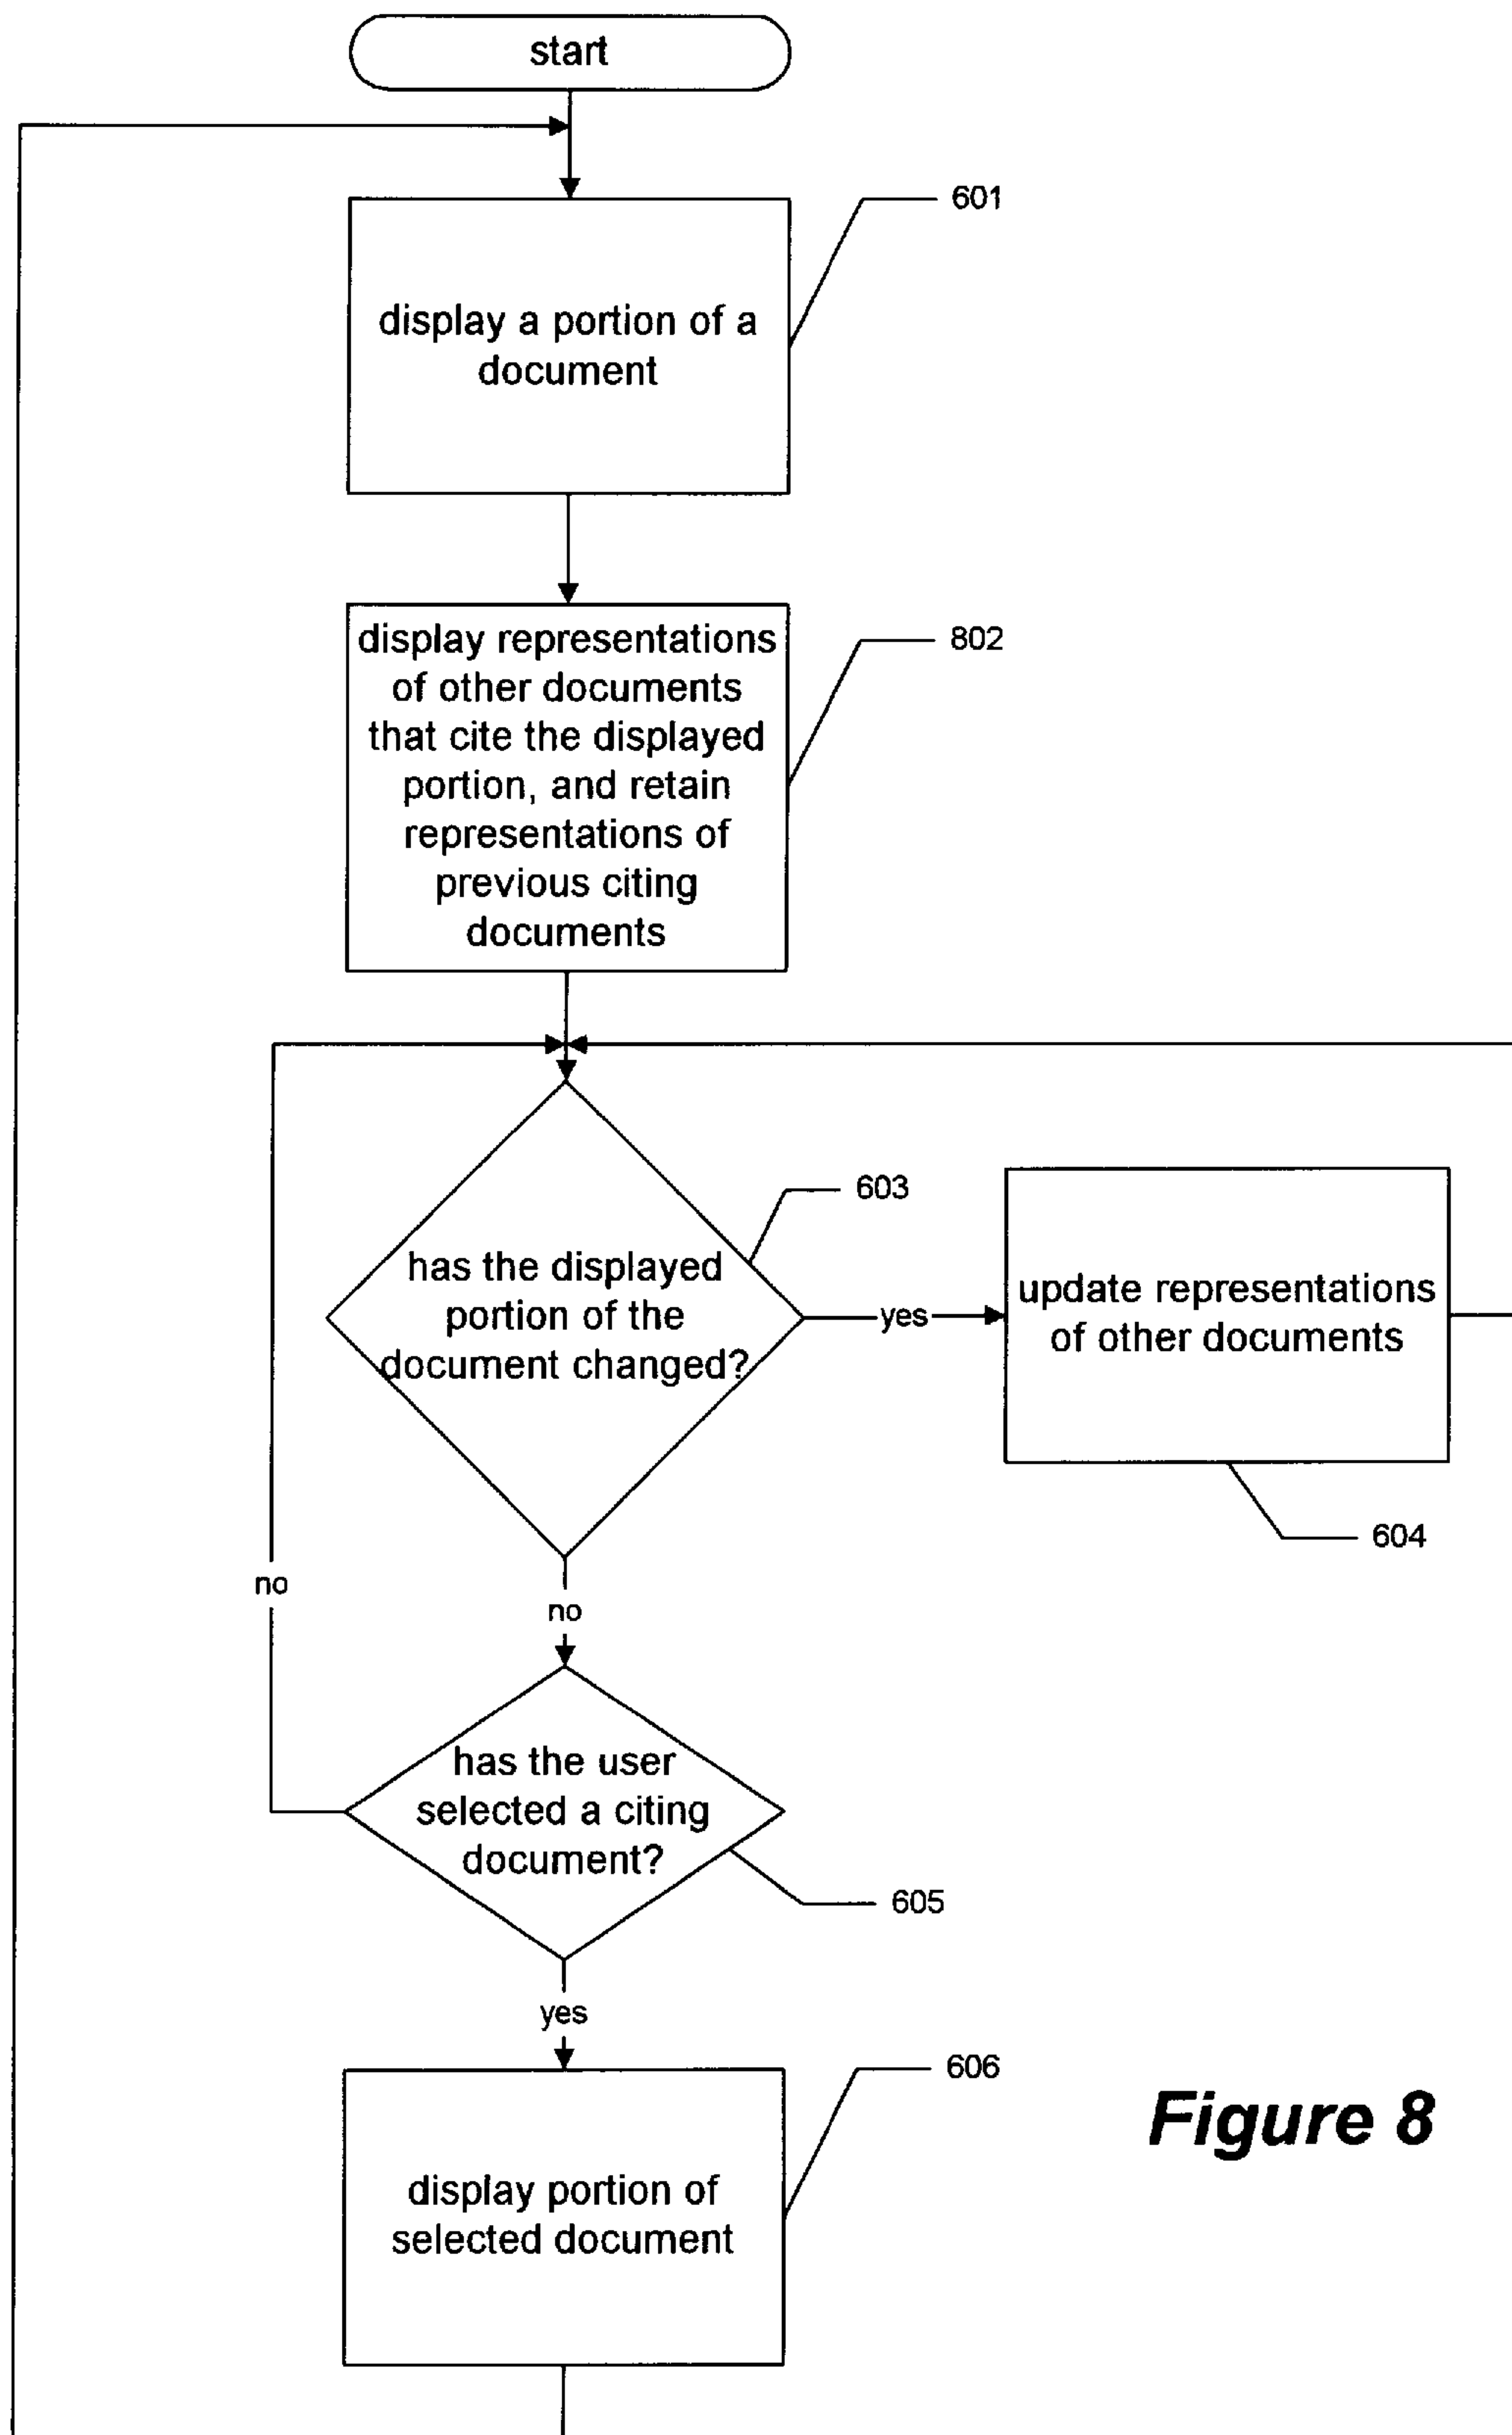 start
601
display a portion of a
document
802
display representations
of other documents
that cite the displayed
portion, and retain
representations of
previous citing
documents
603
has the displayed
portion of the
document changed?
yes
update representations
of other documents
604
no
no
has the user
selected a citing
document?
605
yes
606
display portion of
selected document
Figure 8